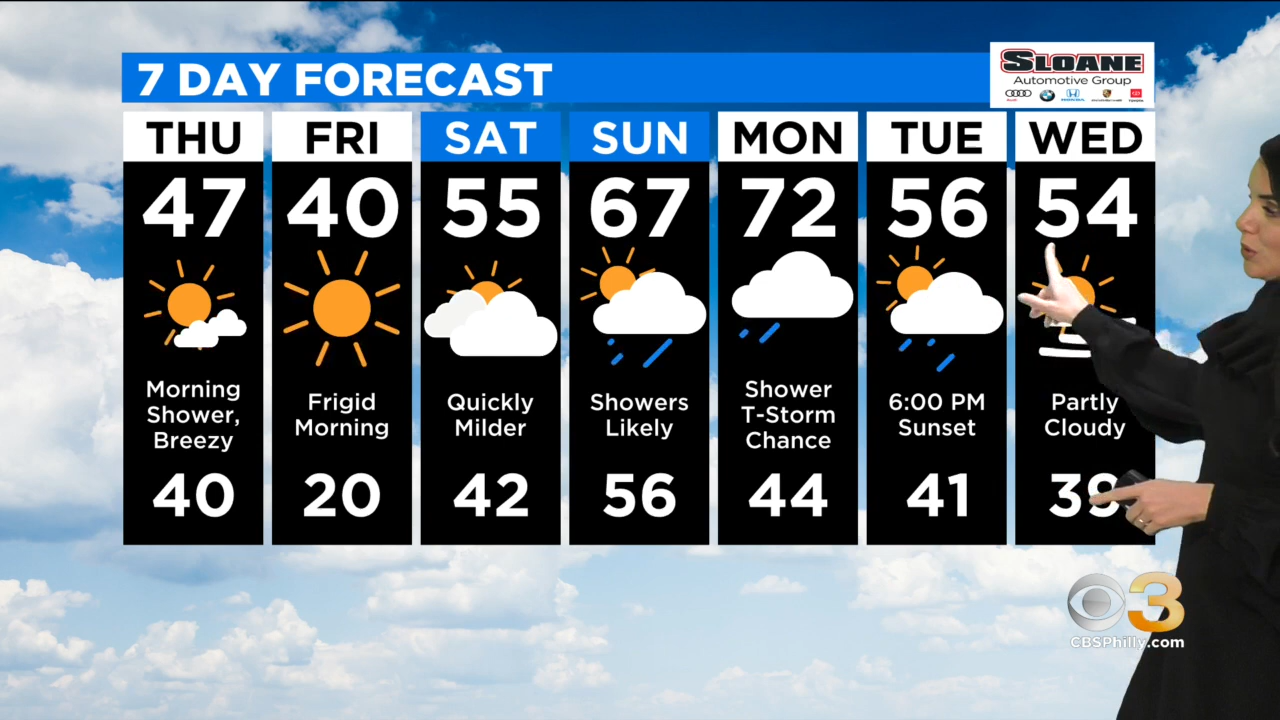 7 DAY FORECAST
SLOANE
Automotive Group
THU
FRI
SAT
SUN
MON
TUE
WED
47
40
55
67
72
56
54
Morning
Shower,
Breezy
Frigid
Morning
Quickly
Milder
Showers
Likely
Shower
T-Storm
Chance
6:00 PM
Sunset
Partly
Cloudy
40
20
42
56
44
41
39
3
CBSPhilly.com